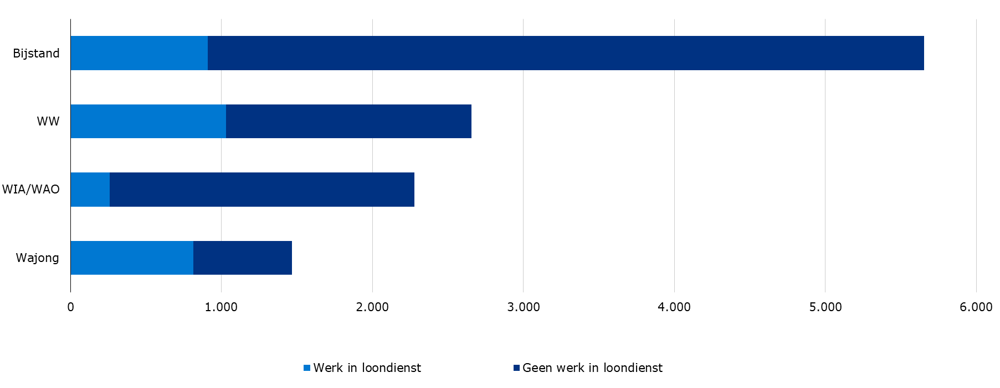 Bijstand
WW
WIA/WAO
Wajong
0 1.000 2.000 3.000 4.000 5.000 6.000
Werk in loondienst Geen werk in loondienst